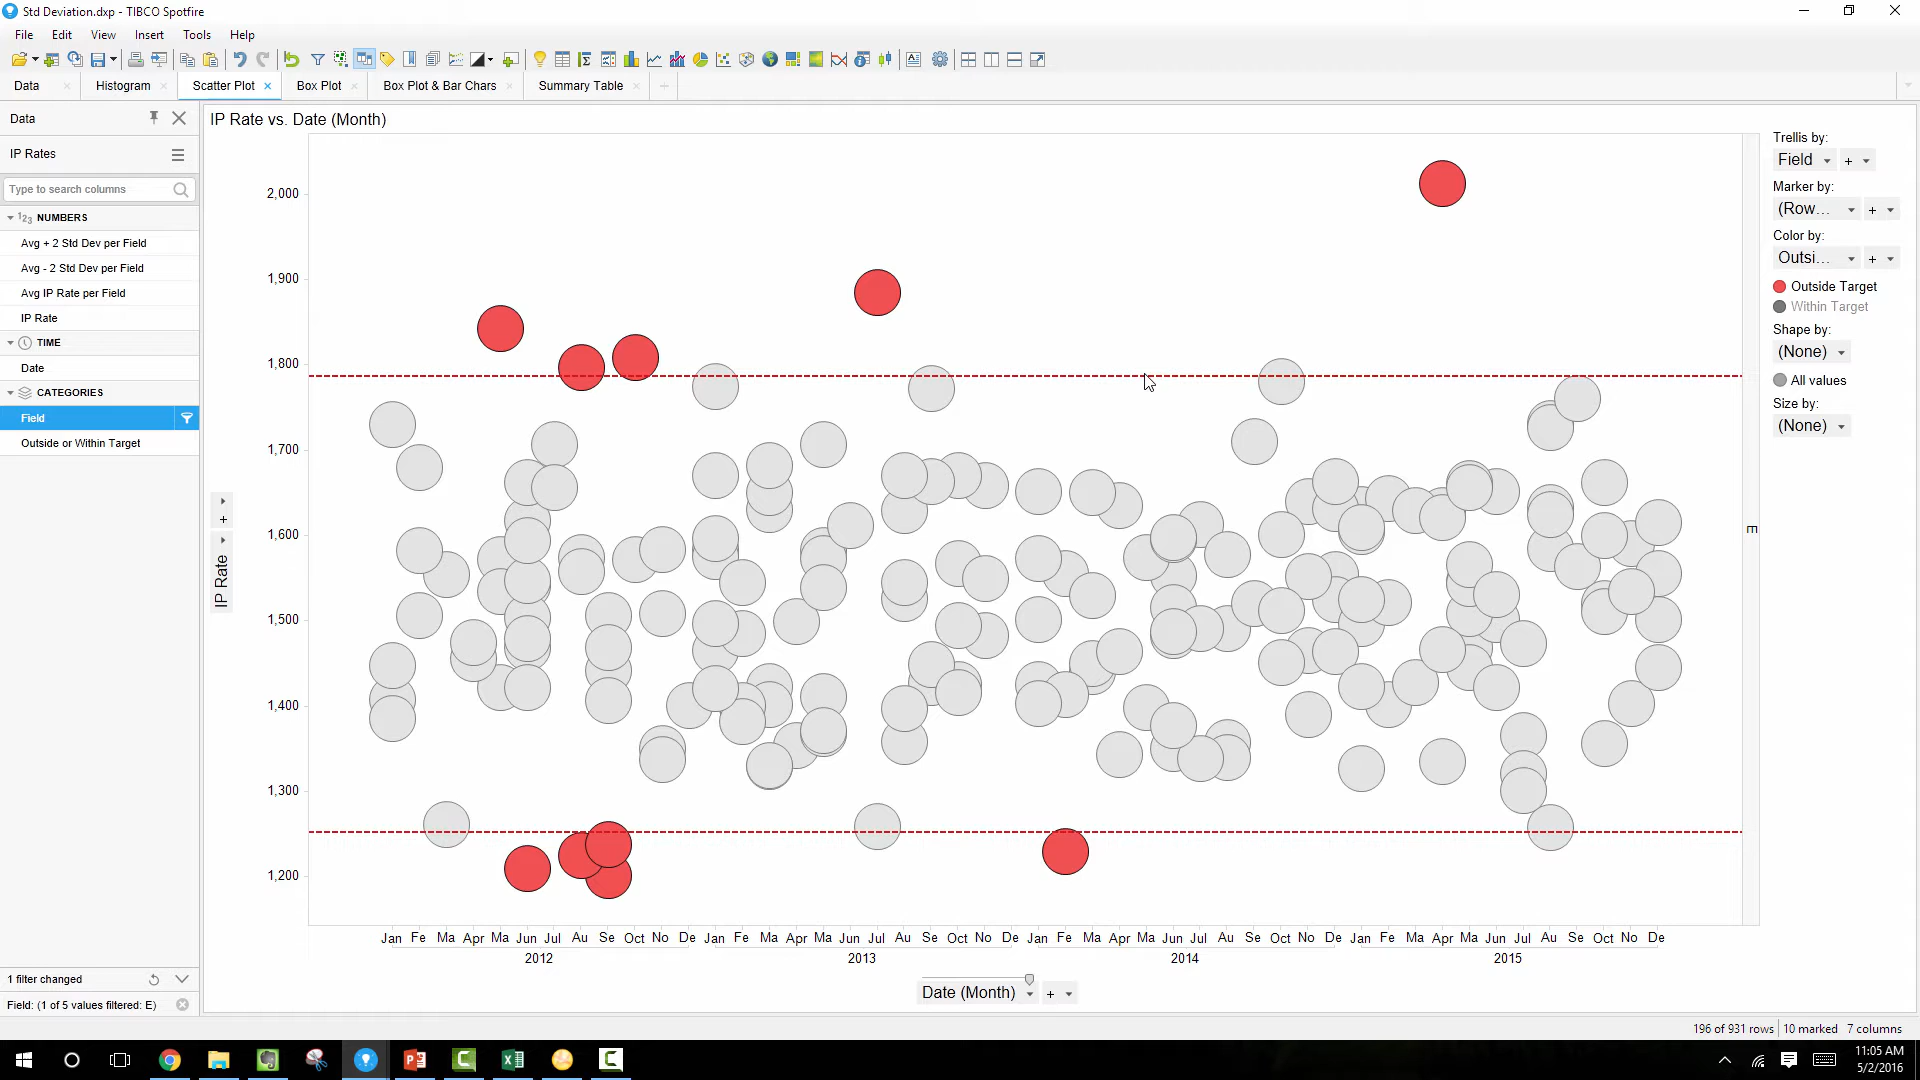 Std Deviation.dxp - TIBCO Spotfire
File Edit View Insert Tools Help
Data Histogram Scatter Plot Box Plot Box Plot & Bar Chars Summary Table
Data
IP Rates
Type to search columns
NUMBERS
Avg + 2 Std Dev per Field
Avg - 2 Std Dev per Field
Avg IP Rate per Field
IP Rate
TIME
Date
CATEGORIES
Field
Outside or Within Target
1 filter changed
Field: (1 of 5 values filtered: E)
IP Rate vs. Date (Month)
2,000
1,900
1,800
1,700
1,600
1,500
1,400
1,300
1,200
IP Rate
E
Jan Fe Ma Apr Ma Jun Jul Au Se Oct No De Jan Fe Ma Apr Ma Jun Jul Au Se Oct No De Jan Fe Ma Apr Ma Jun Jul Au Se Oct No De Jan Fe Ma Apr Ma Jun Jul Au Se Oct No De
2012 2013 2014 2015
Date (Month) +
Trellis by:
Field +
Marker by:
(Row... +
Color by:
Outsi... +
Outside Target
Within Target
Shape by:
(None)
All values
Size by:
(None)
196 of 931 rows 10 marked 7 columns
11:05 AM
5/2/2016